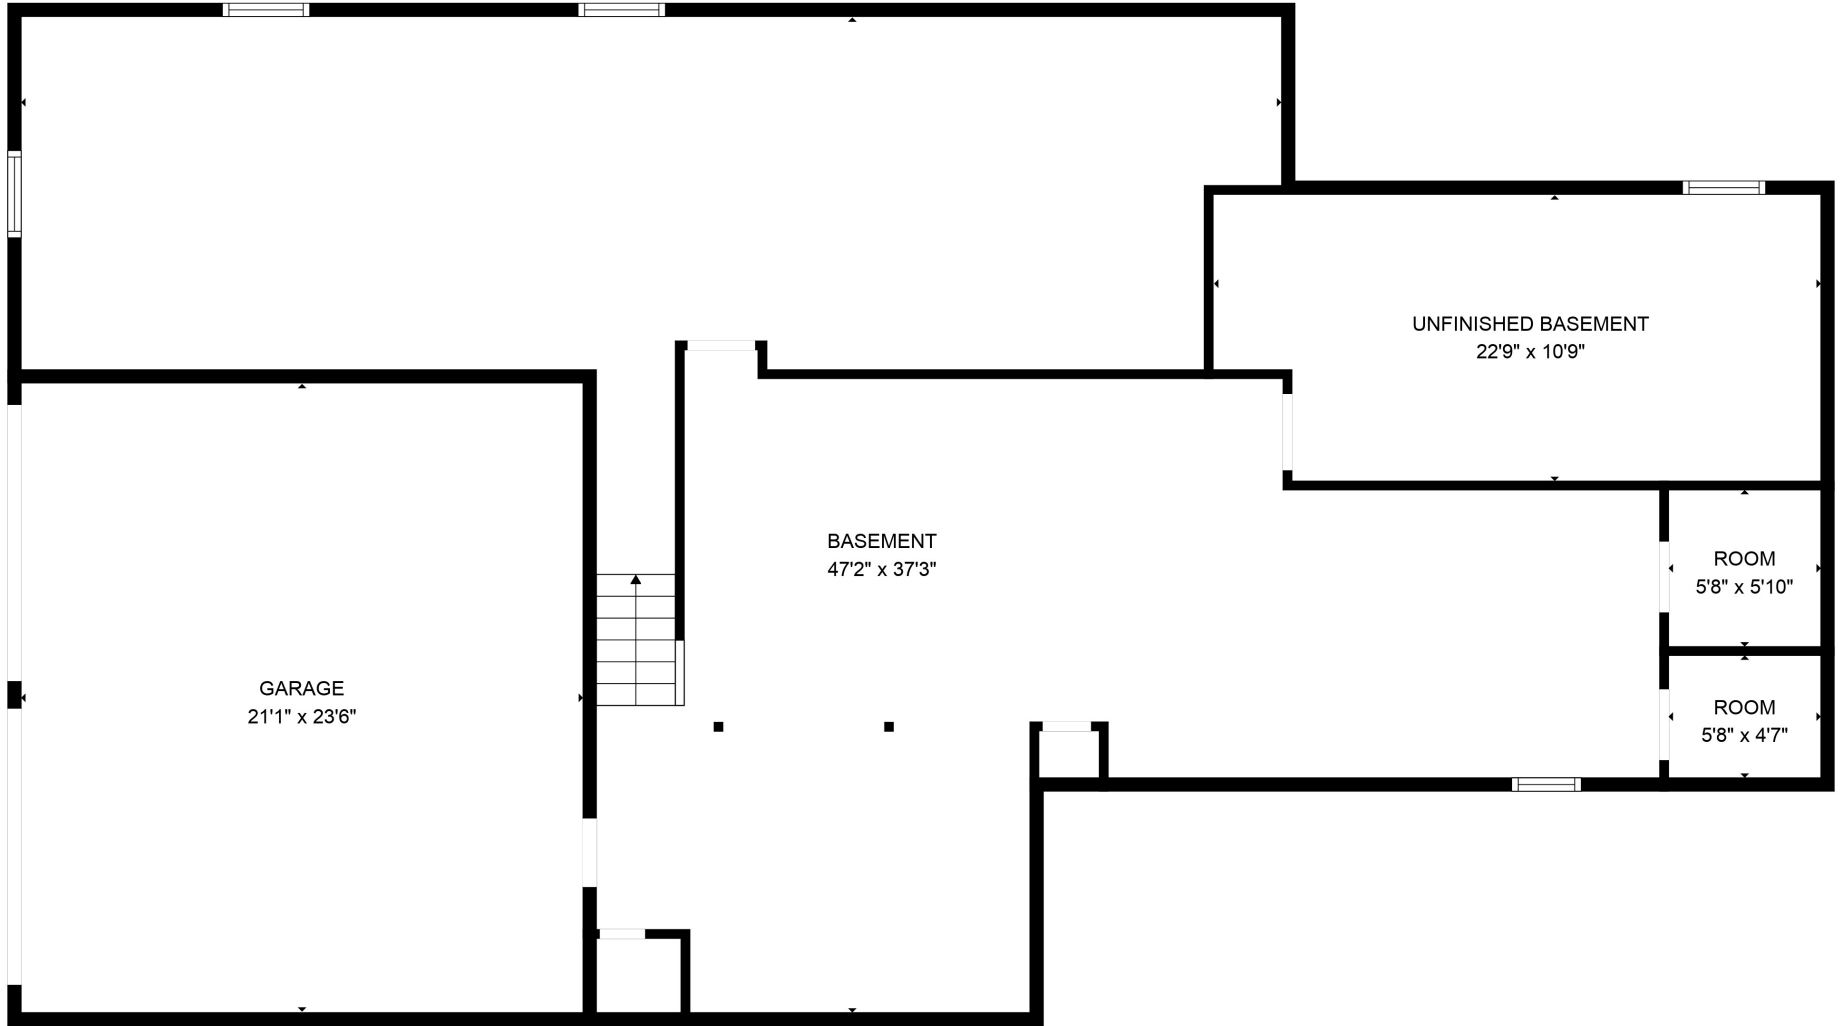 UNFINISHED BASEMENT
22'9" x 10'9"
BASEMENT
47'2" x 37'3"
ROOM
5'8" x 5'10"
GARAGE
21'1" x 23'6"
ROOM
5'8" x 4'7"